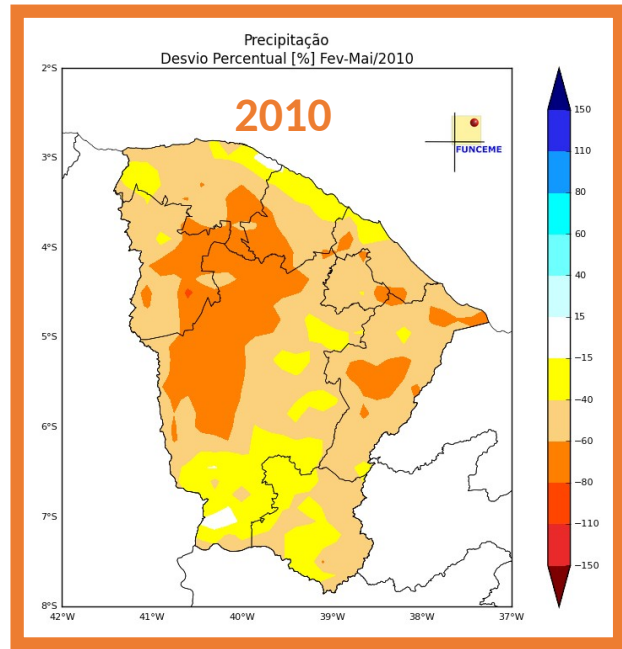 Precipitação
Desvio Percentual [%] Fev-Mai/2010
2010
FUNCEME
2°S
3°S
4°S
5°S
6°S
7°S
8°S
42°W
41°W
40°W
39°W
38°W
37°W
150
110
80
60
40
15
−15
−40
−60
−80
−110
−150